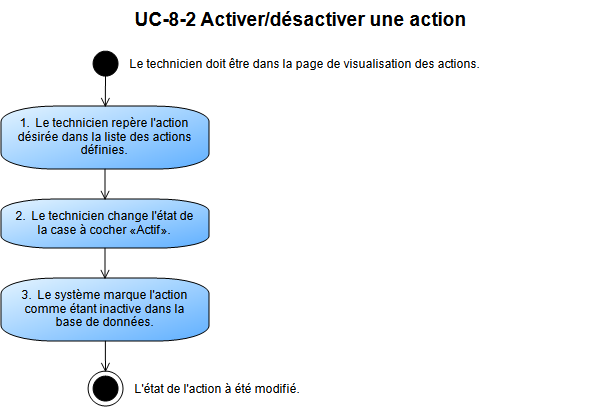 UC-8-2 Activer/désactiver une action
Le technicien doit être dans la page de visualisation des actions.
1. Le technicien repère l'action
désirée dans la liste des actions
définies.
2. Le technicien change l'état de
la case à cocher «Actif».
3. Le système marque l'action
comme étant inactive dans la
base de données.
L'état de l'action à été modifié.